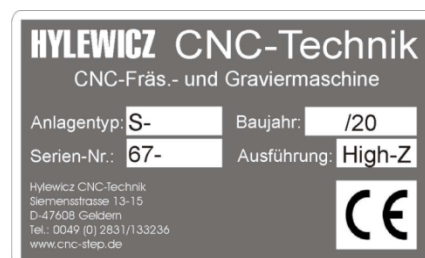 HYLEWICZ CNC-Technik
CNC-Fräs.- und Graviermaschine
Anlagentyp: S- Baujahr: /20
Serien-Nr.: 67- Ausführung: High-Z
Hylewicz CNC-Technik
Siemensstrasse 13-15
D-47608 Geldern
Tel.: 0049 (0) 2831/133236
www.cnc-step.de
CE